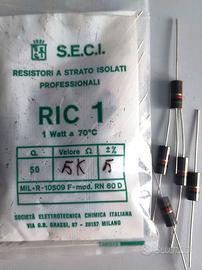 S.E.C.I.
RESISTORI A STRATO ISOLATI
PROFESSIONALI
RIC 1
1 Watt a 70°C
Q. Valore Ω ±%
50 5K 5
MIL-R-10509 F-mod. RN 60 D
SOCIETÀ ELETTROTECNICA CHIMICA ITALIANA
VIA G.B. GRASSI, 97 - 20157 MILANO